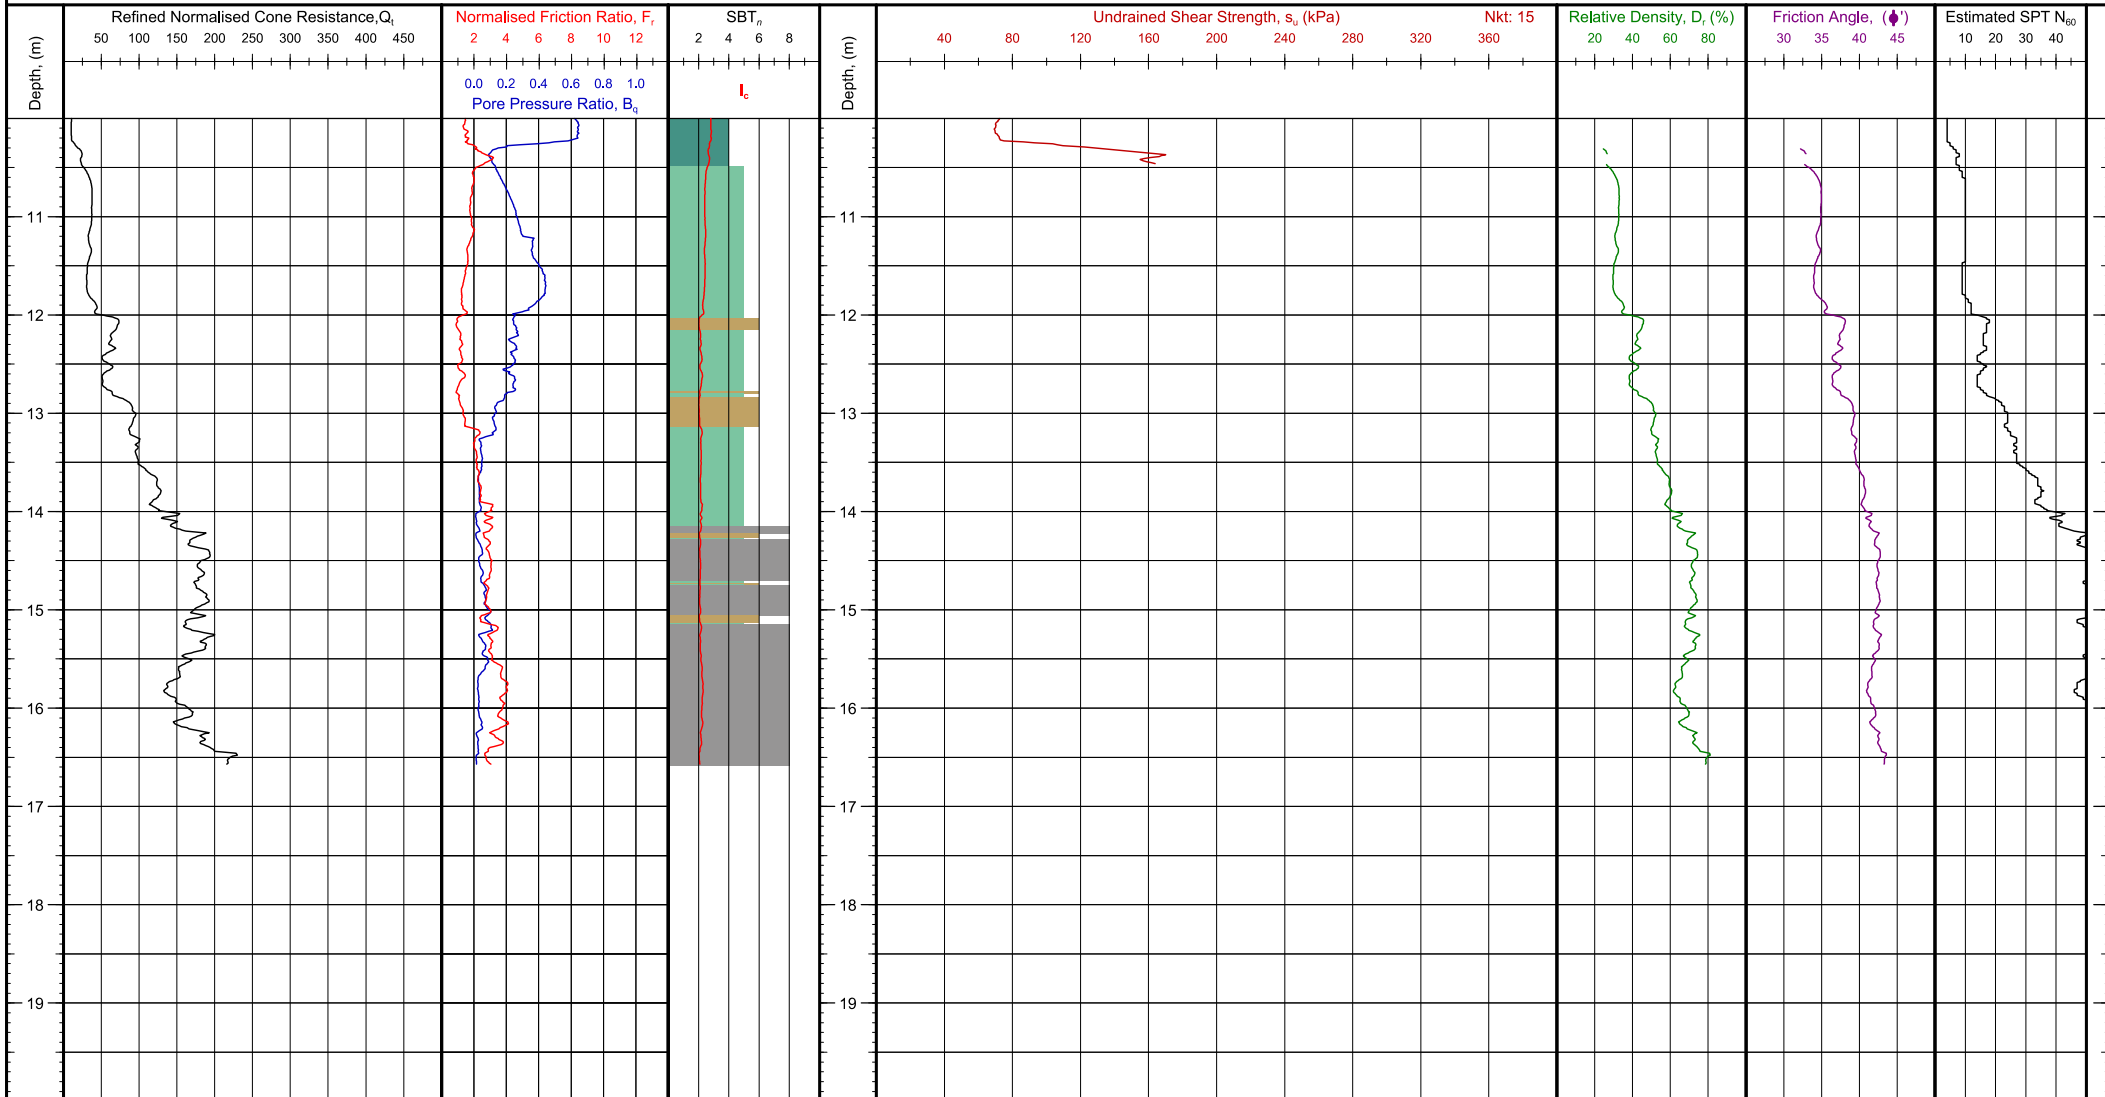 Refined Normalised Cone Resistance,Qt
50 100 150 200 250 300 350 400 450
Depth, (m)
Normalised Friction Ratio, Fr
2 4 6 8 10 12
0.0 0.2 0.4 0.6 0.8 1.0
Pore Pressure Ratio, Bq
SBTn
2 4 6 8
Ic
Depth, (m)
Undrained Shear Strength, su (kPa) Nkt: 15
40 80 120 160 200 240 280 320 360
Relative Density, Dr (%)
20 40 60 80
Friction Angle, (ϕ')
30 35 40 45
Estimated SPT N60
10 20 30 40
11 11
12 12
13 13
14 14
15 15
16 16
17 17
18 18
19 19